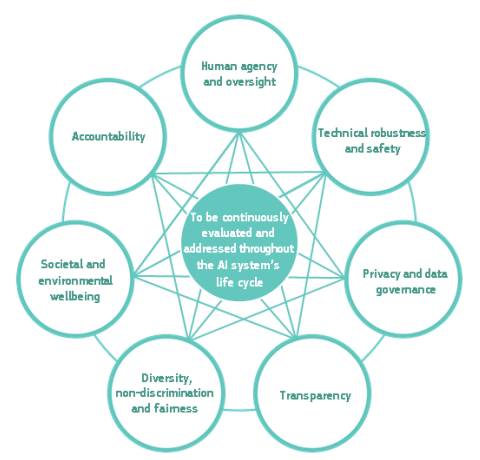 Human agency
and oversight
Technical robustness
and safety
Privacy and data
governance
Transparency
Diversity,
non-discrimination
and fairness
Societal and
environmental
wellbeing
Accountability
To be continuously
evaluated and
addressed throughout
the AI system's
life cycle